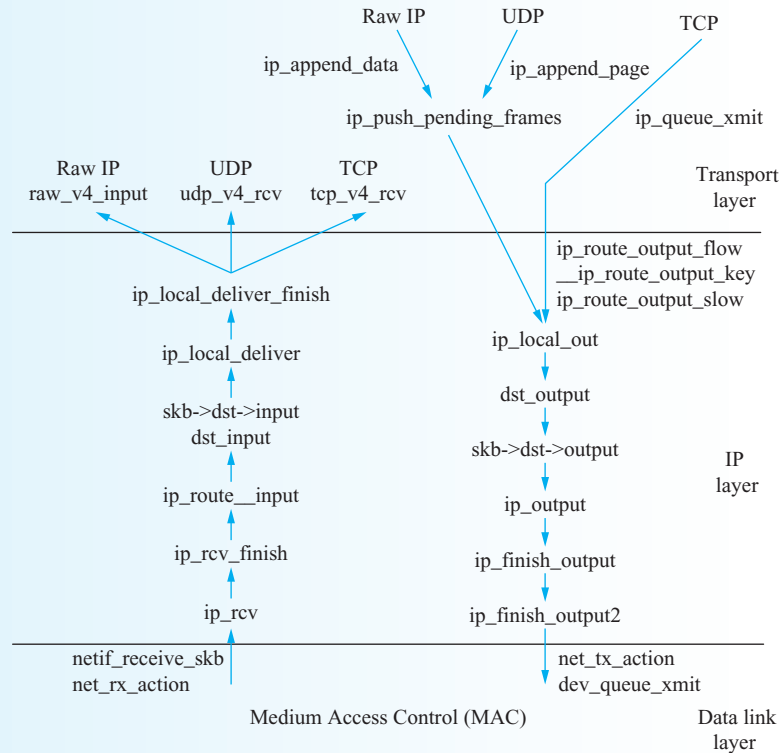 Raw IP
UDP
TCP
ip_append_data
ip_append_page
ip_push_pending_frames
ip_queue_xmit
Raw IP
raw_v4_input
UDP
udp_v4_rcv
TCP
tcp_v4_rcv
Transport
layer
ip_route_output_flow
__ip_route_output_key
ip_route_output_slow
ip_local_deliver_finish
ip_local_deliver
skb->dst->input
dst_input
ip_route__input
ip_rcv_finish
ip_rcv
ip_local_out
dst_output
skb->dst->output
ip_output
ip_finish_output
ip_finish_output2
IP
layer
netif_receive_skb
net_rx_action
net_tx_action
dev_queue_xmit
Medium Access Control (MAC)
Data link
layer